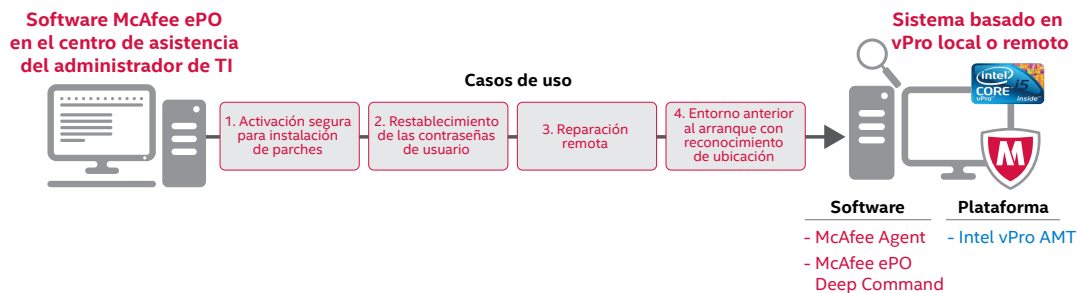 Software McAfee ePO
en el centro de asistencia
del administrador de TI
Casos de uso
1. Activación segura
para instalación
de parches
2. Restablecimiento
de las contraseñas
de usuario
3. Reparación
remota
4. Entorno anterior
al arranque con
reconocimiento
de ubicación
Sistema basado en
vPro local o remoto
intel
CORE i5
vPro inside™
M
Software
- McAfee Agent
- McAfee ePO
Deep Command
Plataforma
- Intel vPro AMT